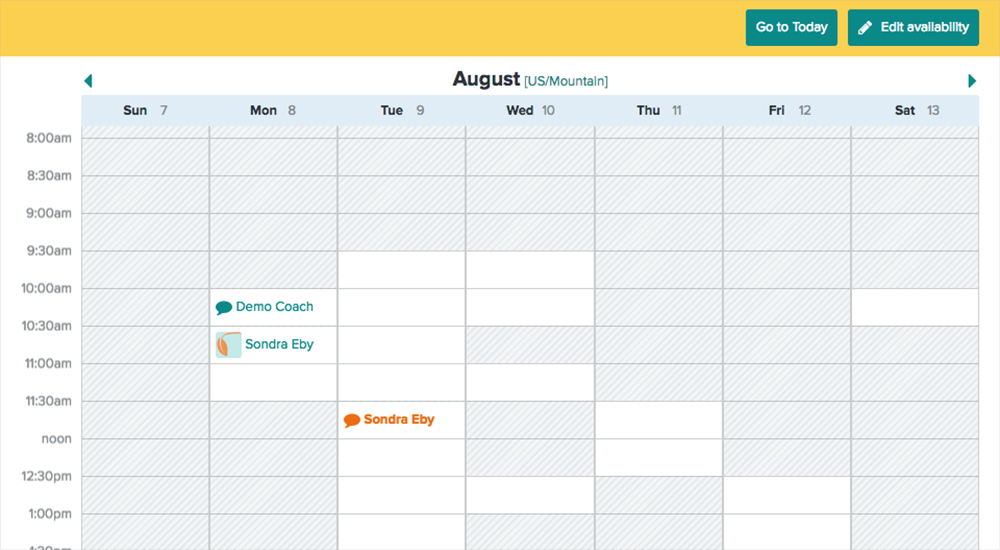 Go to Today
Edit availability
August [US/Mountain]
Sun 7 Mon 8 Tue 9 Wed 10 Thu 11 Fri 12 Sat 13
8:00am
8:30am
9:00am
9:30am
10:00am
Demo Coach
10:30am
Sondra Eby
11:00am
11:30am
Sondra Eby
noon
12:30pm
1:00pm
1:30pm